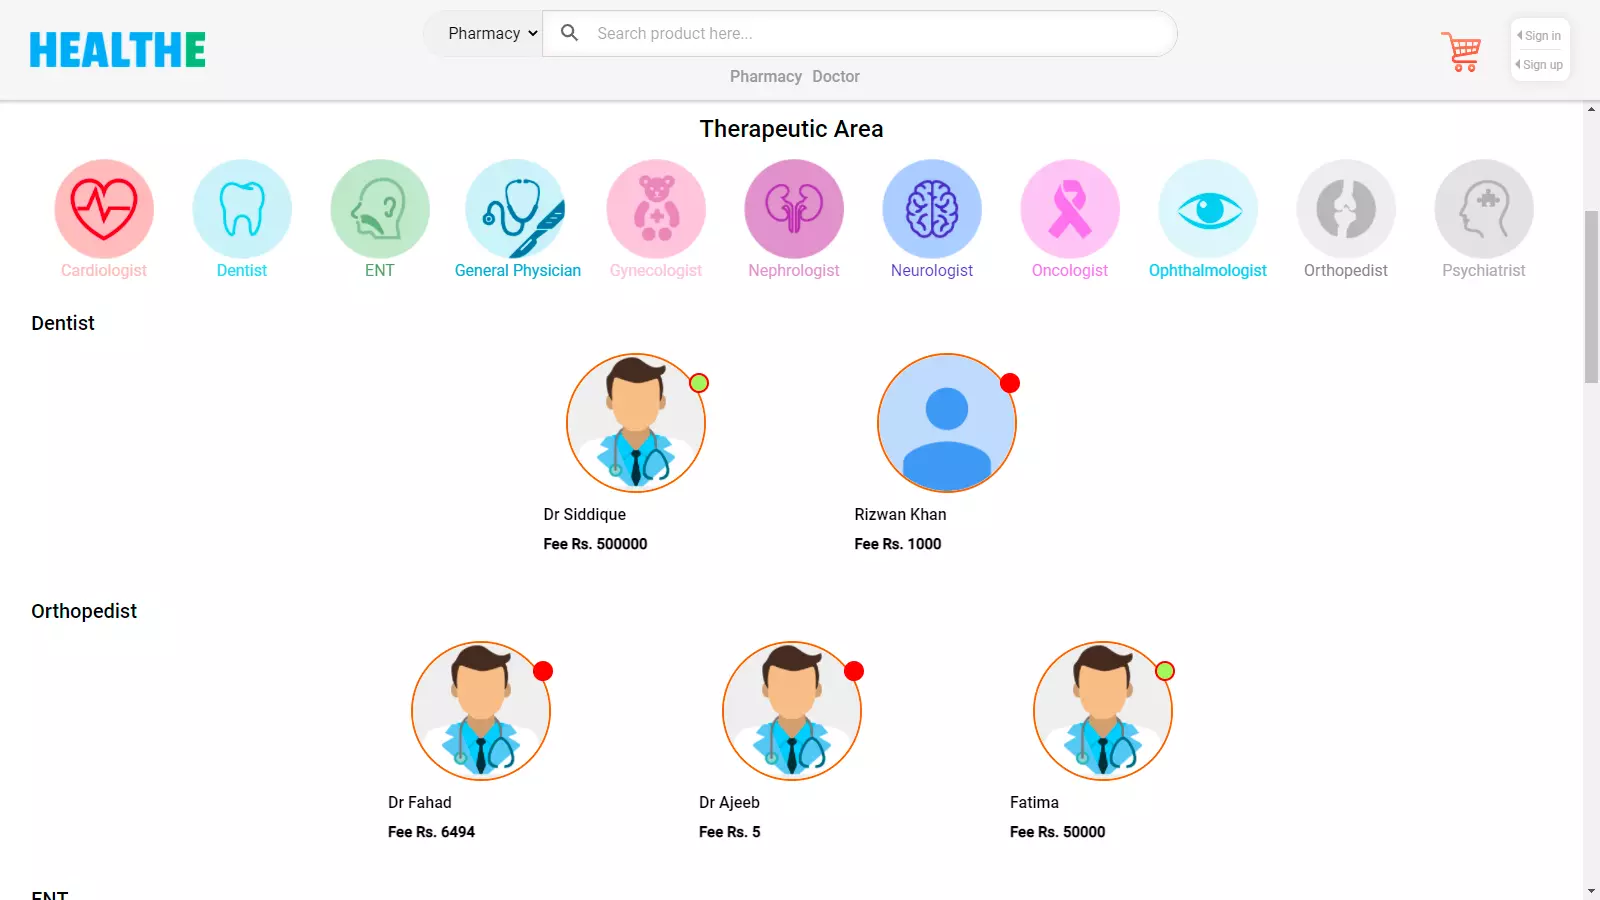 HEALTHE
Pharmacy
Search product here...
Sign in
Sign up
Pharmacy Doctor
Therapeutic Area
Cardiologist
Dentist
ENT
General Physician
Gynecologist
Nephrologist
Neurologist
Oncologist
Ophthalmologist
Orthopedist
Psychiatrist
Dentist
Dr Siddique
Fee Rs. 500000
Rizwan Khan
Fee Rs. 1000
Orthopedist
Dr Fahad
Fee Rs. 6494
Dr Ajeeb
Fee Rs. 5
Fatima
Fee Rs. 50000
ENT